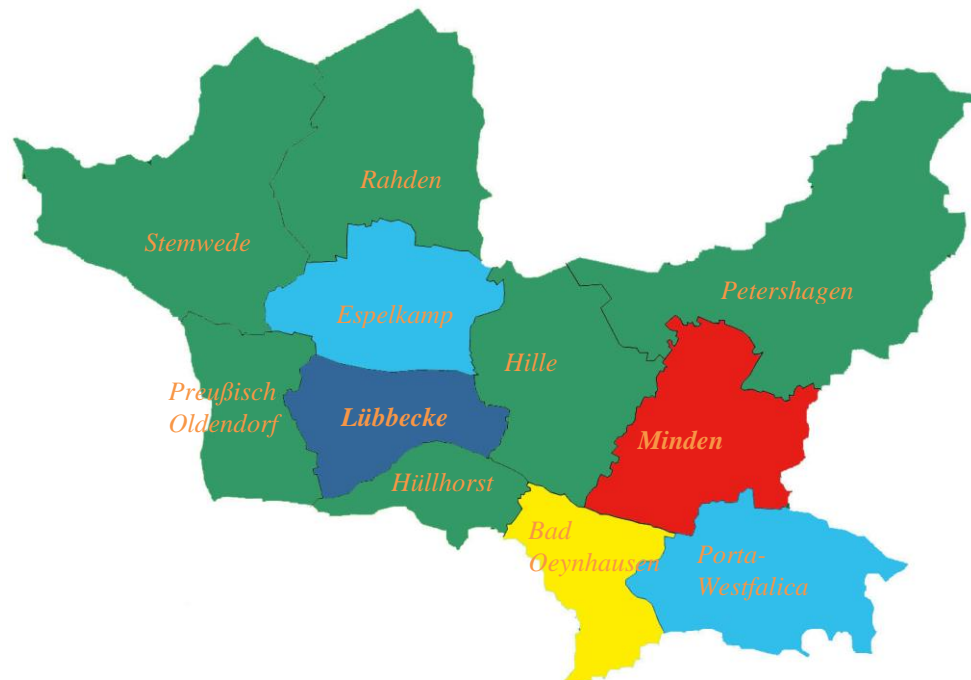 Rahden
Stemwede
Petershagen
Espelkamp
Hille
Preußisch
Oldendorf
Lübbecke
Minden
Hüllhorst
Bad
Oeynhausen
Porta-
Westfalica